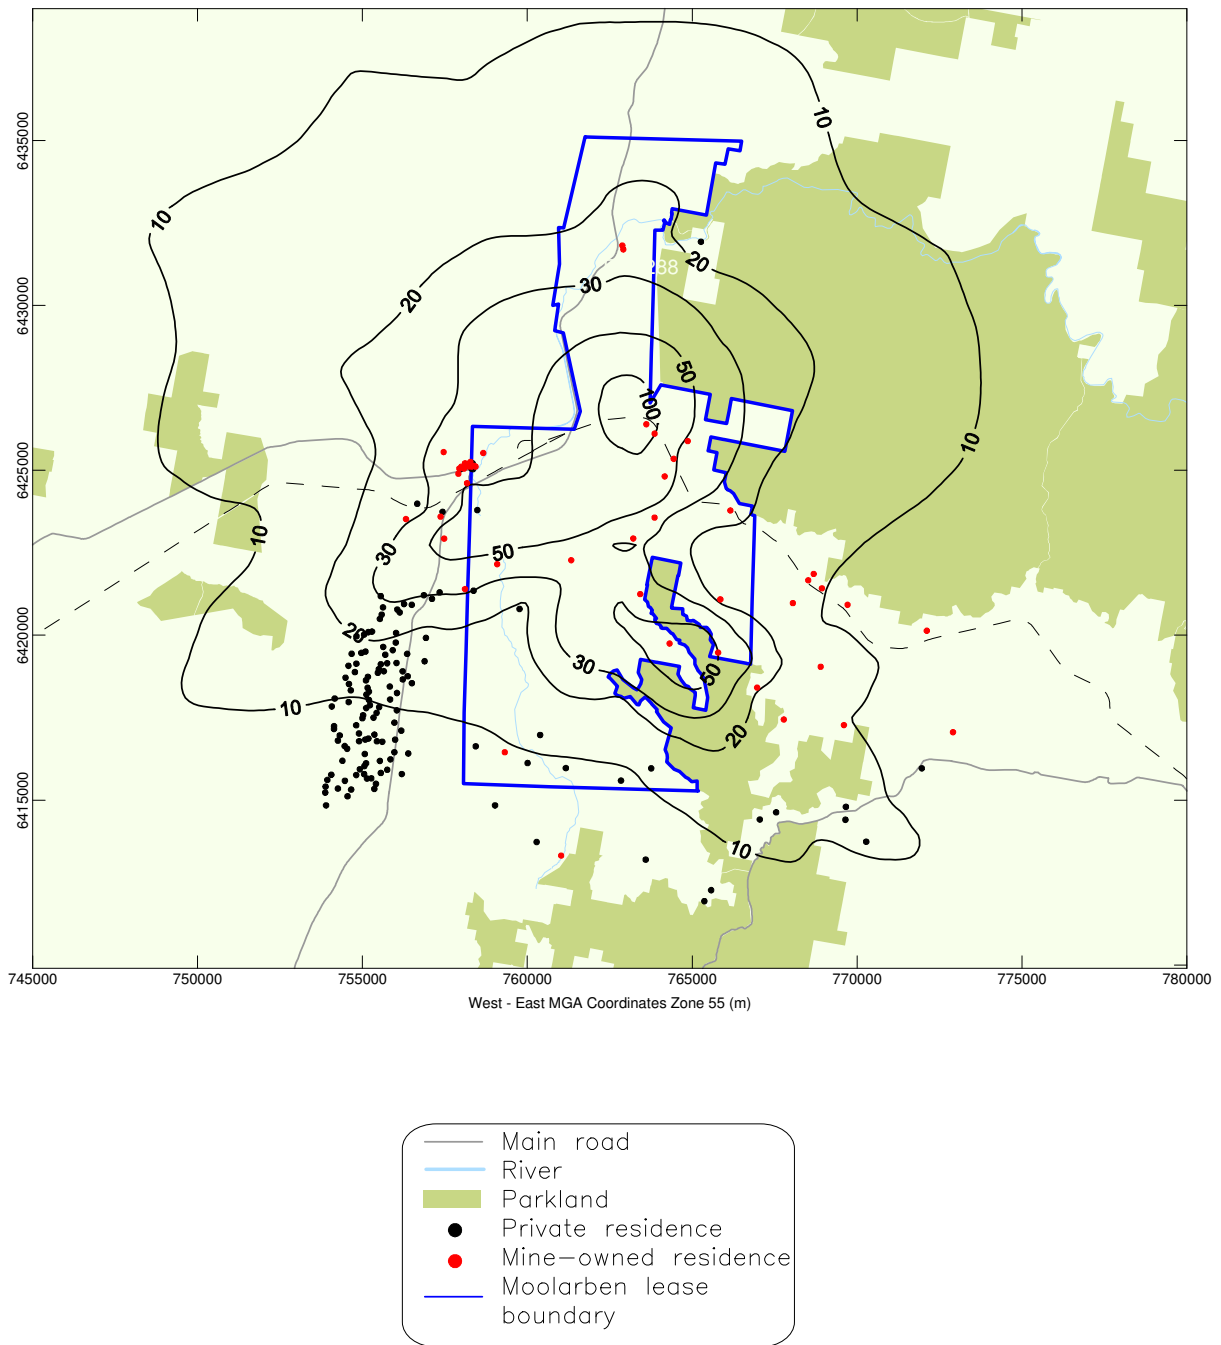 10
10
20
20
30
50
100
10
10
30
50
20
30
50
20
10
10
288
6435000
6430000
6425000
6420000
6415000
745000 750000 755000 760000 765000 770000 775000 780000
West - East MGA Coordinates Zone 55 (m)
Main road
River
Parkland
Private residence
Mine-owned residence
Moolarben lease
boundary